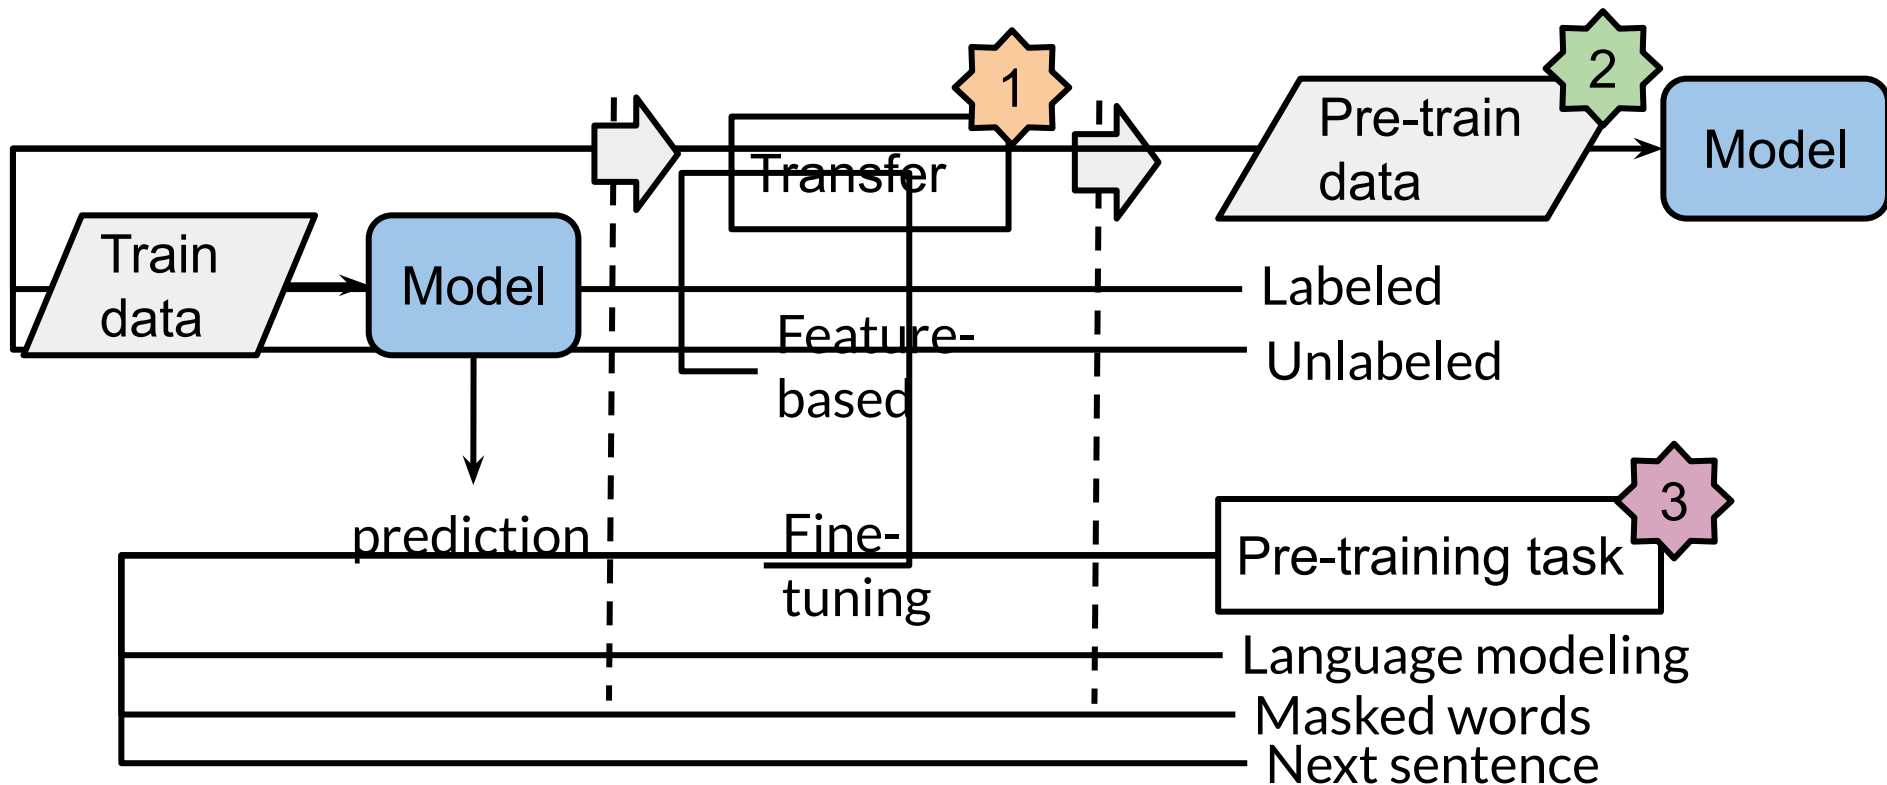 1
2
Transfer
Pre-train
data
Model
Train
data
Model
Labeled
Unlabeled
Feature-
based
prediction
Fine-
tuning
3
Pre-training task
Language modeling
Masked words
Next sentence